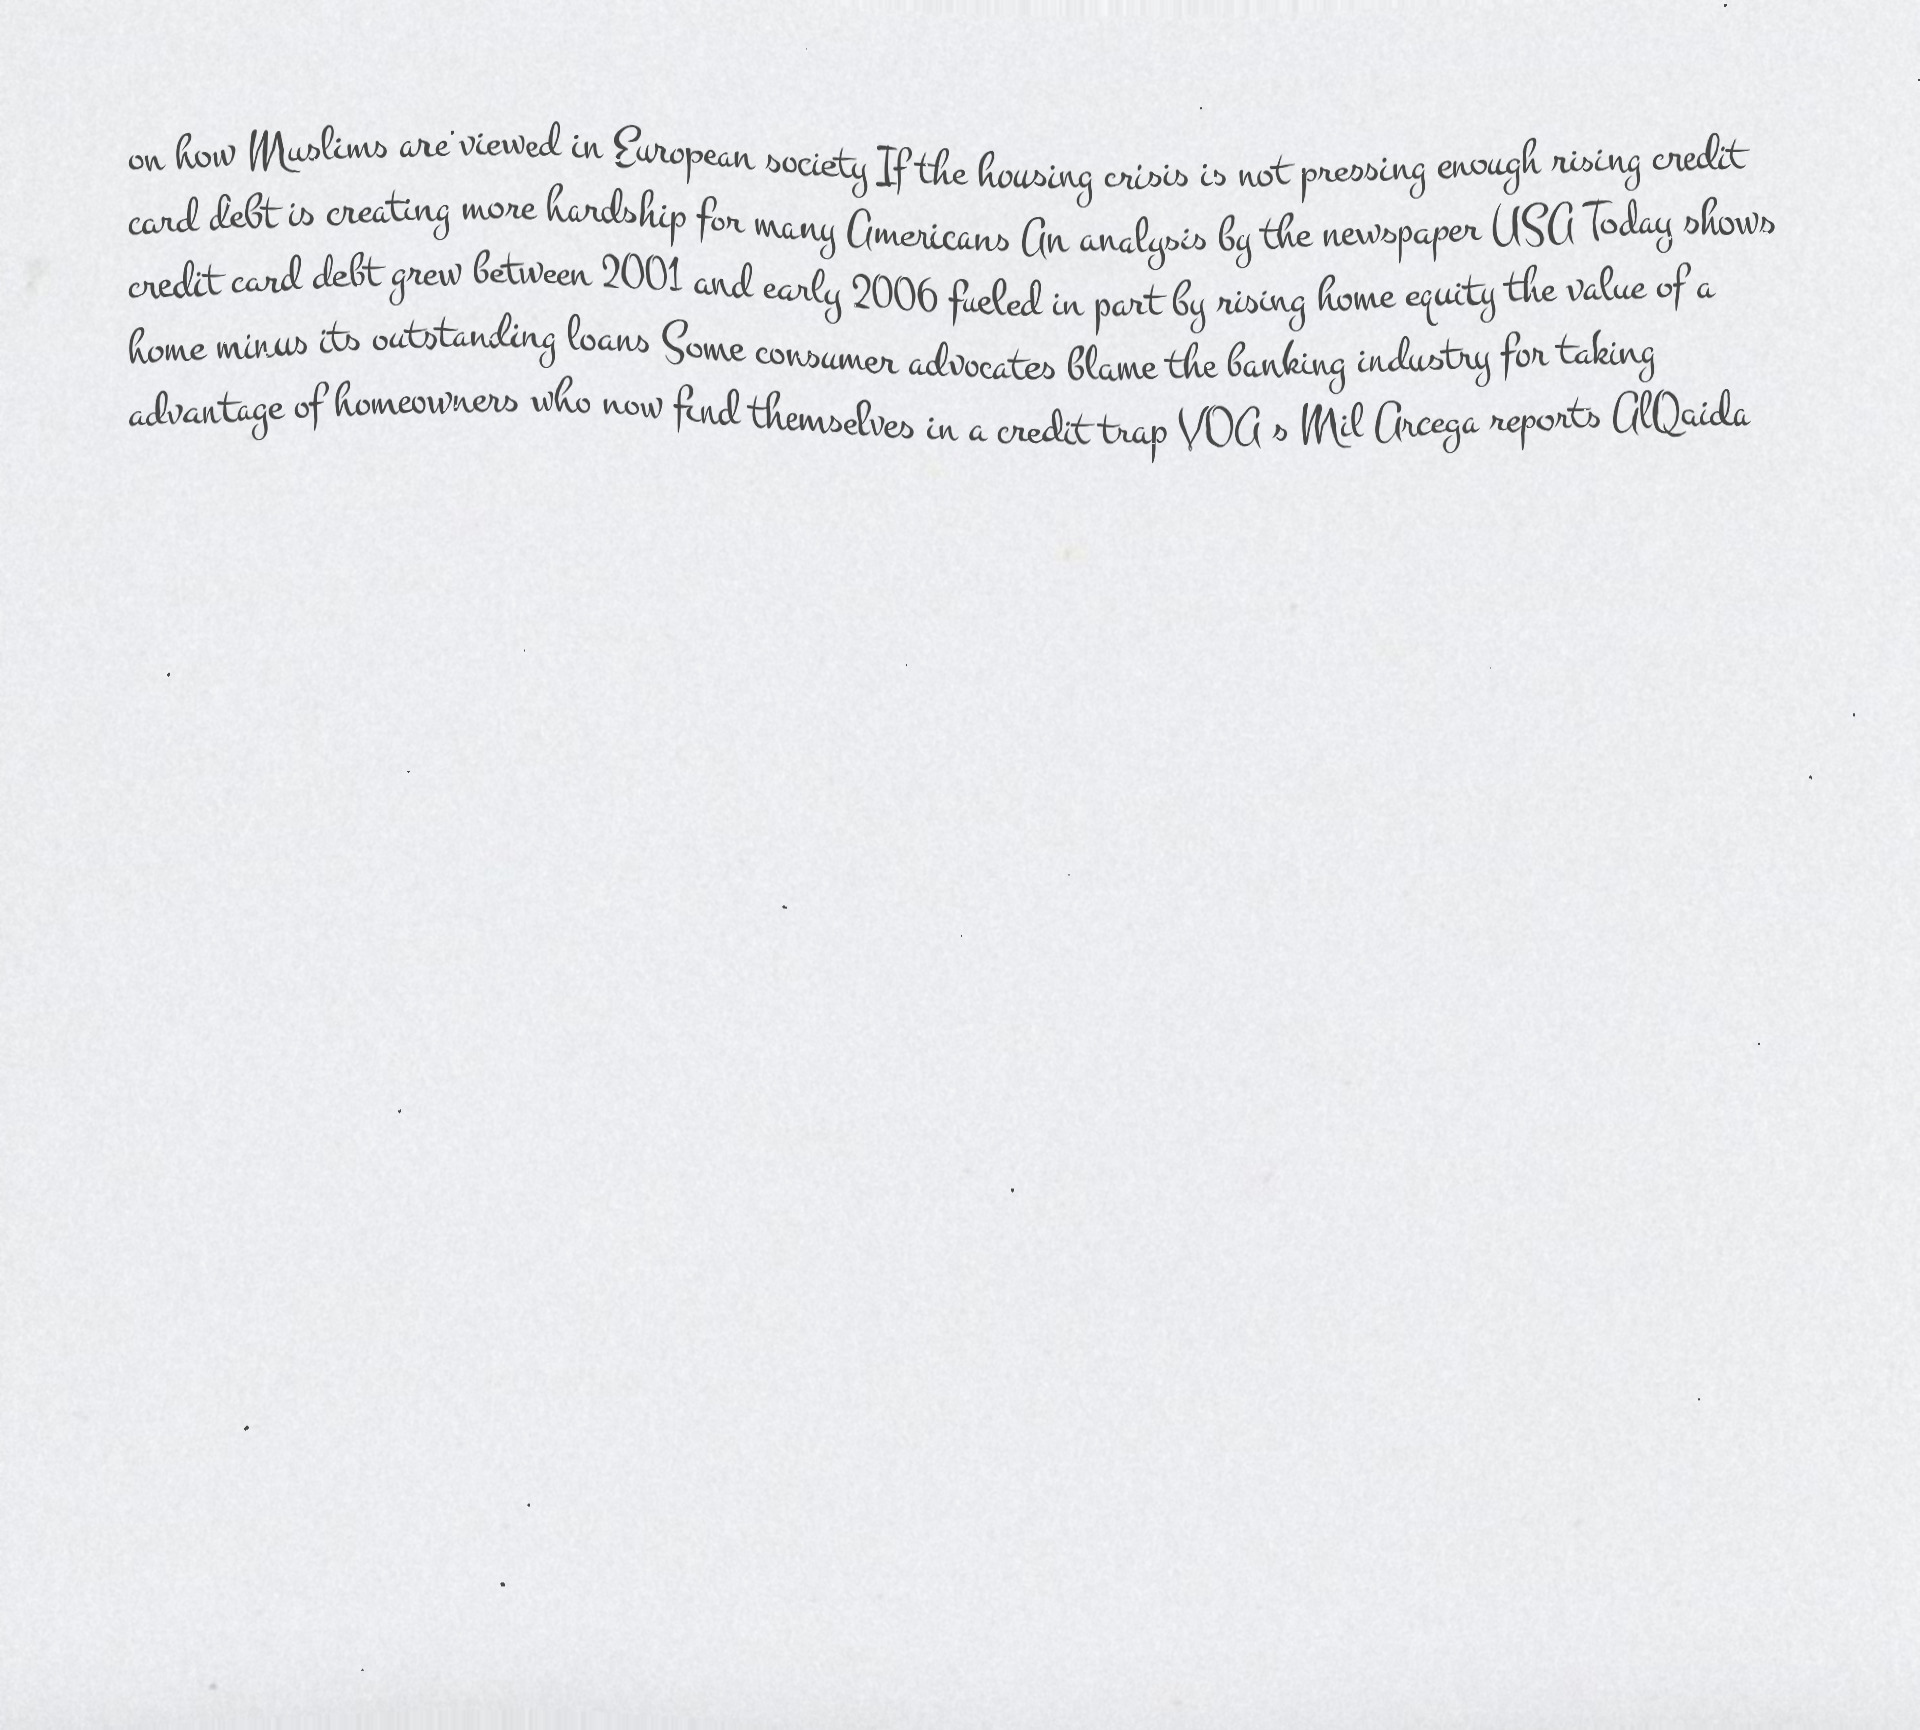 on how Muslims are viewed in European society If the housing crisis is not pressing enough rising credit
card debt is creating more hardship for many Americans An analysis by the newspaper USA Today shows
credit card debt grew between 2001 and early 2006 fueled in part by rising home equity the value of a
home minus its outstanding loans Some consumer advocates blame the banking industry for taking
advantage of homeowners who now find themselves in a credit trap VOA s Mil Arcega reports AlQaida